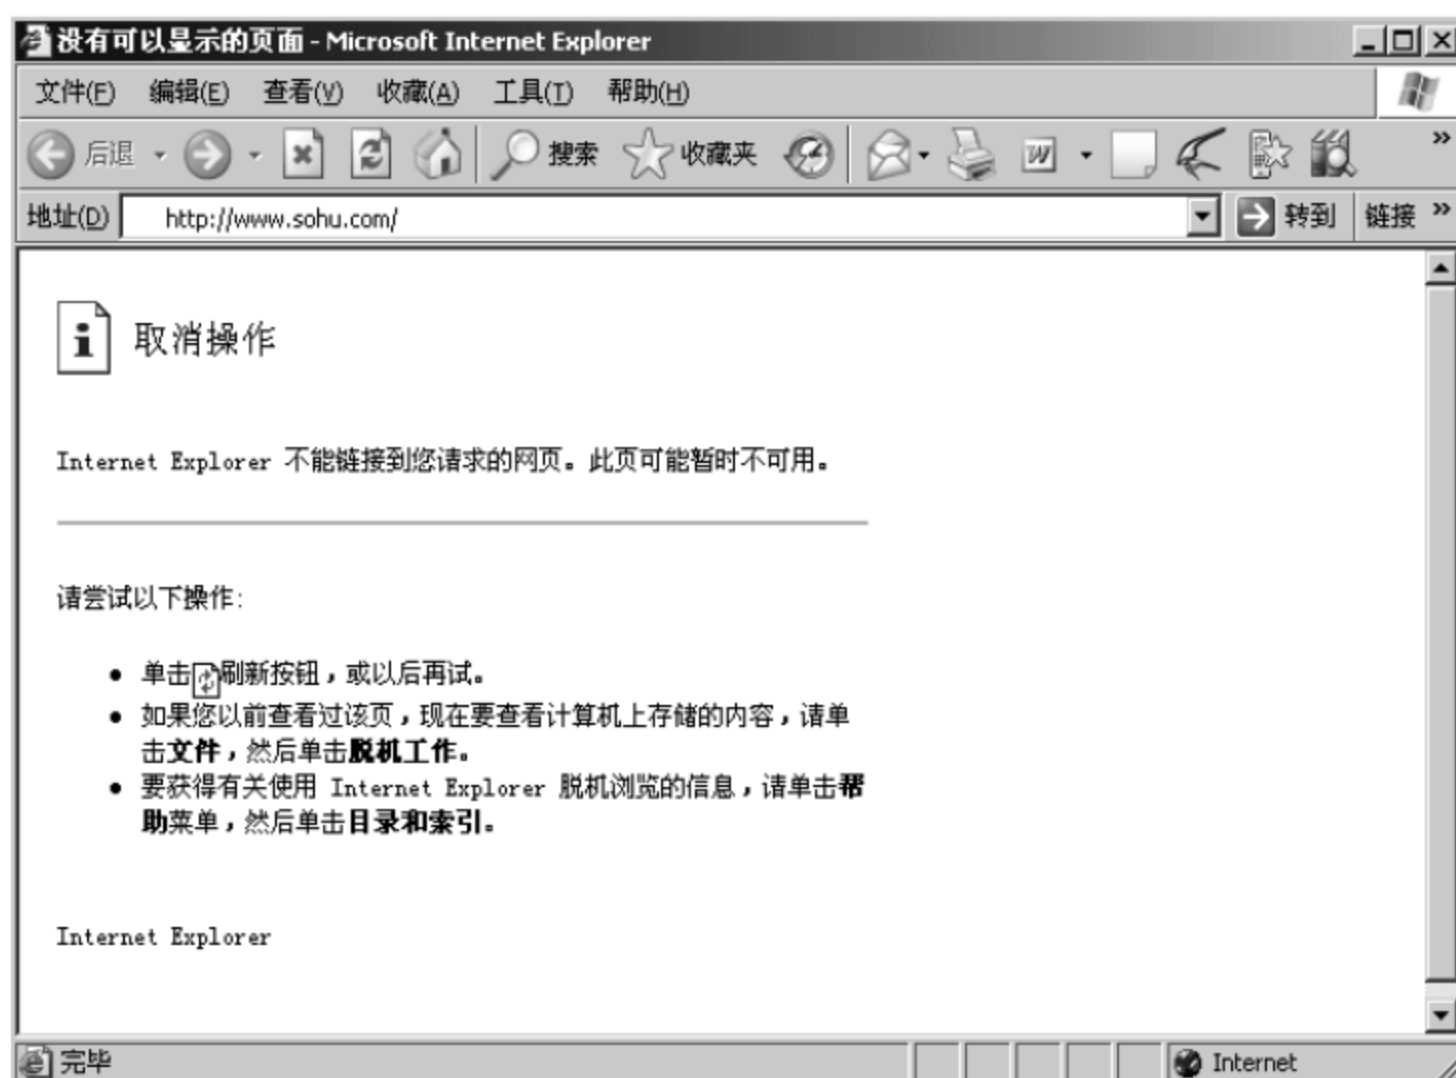 没有可以显示的页面 - Microsoft Internet Explorer
文件(F) 编辑(E) 查看(V) 收藏(A) 工具(T) 帮助(H)
后退 搜索 收藏夹 W »
地址(D) http://www.sohu.com/ 转到 链接 »
i 取消操作
Internet Explorer 不能链接到您请求的网页。此页可能暂时不可用。
请尝试以下操作:
● 单击刷新按钮，或以后再试。
● 如果您以前查看过该页，现在要查看计算机上存储的内容，请单
击文件，然后单击脱机工作。
● 要获得有关使用 Internet Explorer 脱机浏览的信息，请单击帮
助菜单，然后单击目录和索引。
Internet Explorer
完毕 Internet